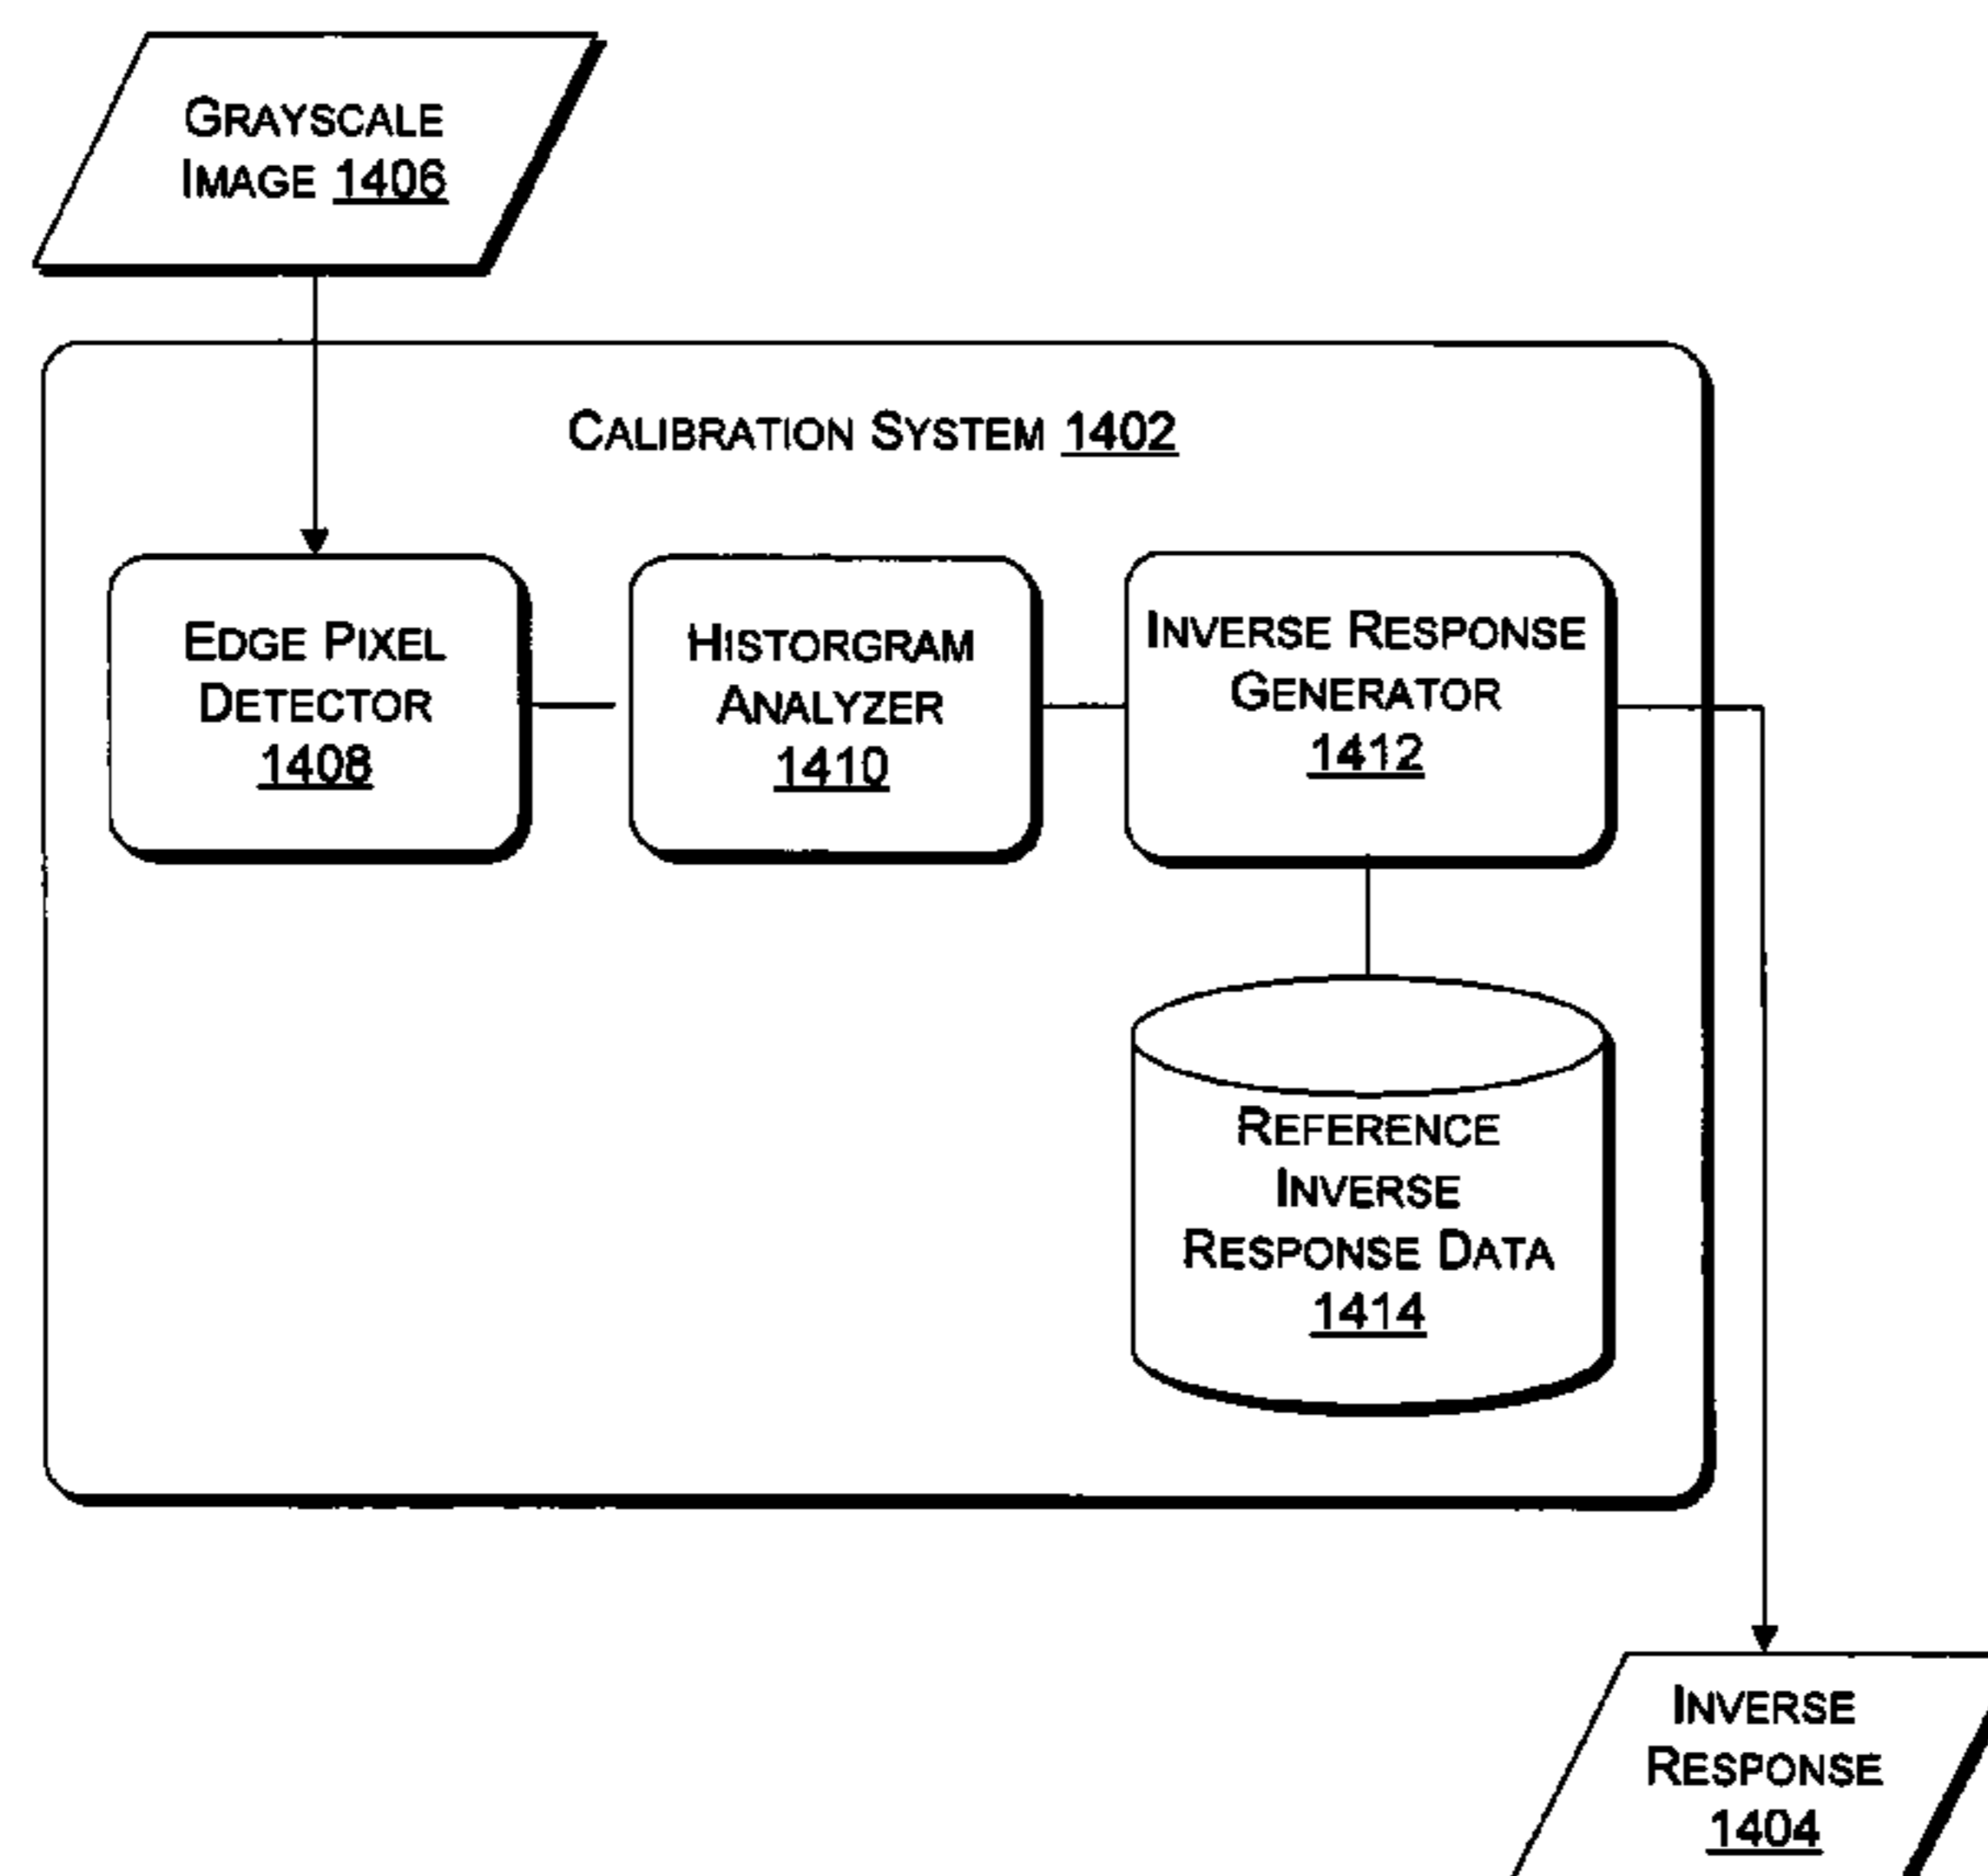 GRAYSCALE
IMAGE 1406
CALIBRATION SYSTEM 1402
EDGE PIXEL
DETECTOR
1408
HISTORGRAM
ANALYZER
1410
INVERSE RESPONSE
GENERATOR
1412
REFERENCE
INVERSE
RESPONSE DATA
1414
INVERSE
RESPONSE
1404